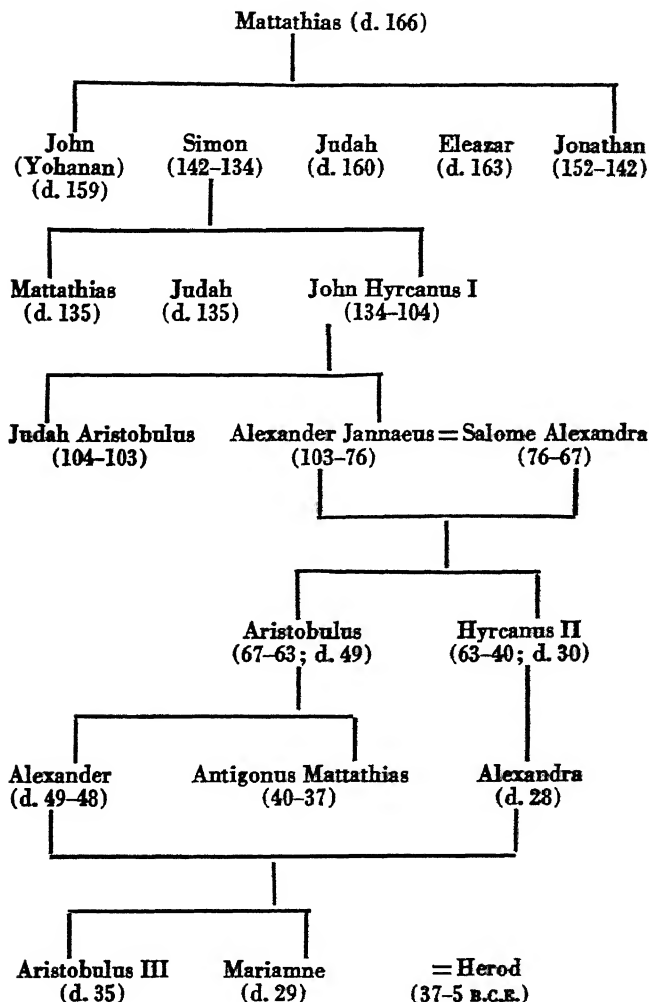 Mattathias (d. 166)
John Simon Judah Eleazar Jonathan
(Yohanan) (142–134) (d. 160) (d. 163) (152–142)
(d. 159)
Mattathias Judah John Hyrcanus I
(d. 135) (d. 135) (134–104)
Judah Aristobulus Alexander Jannaeus = Salome Alexandra
(104–103) (103–76) (76–67)
Aristobulus Hyrcanus II
(67–63; d. 49) (63–40; d. 30)
Alexander Antigonus Mattathias Alexandra
(d. 49–48) (40–37) (d. 28)
Aristobulus III Mariamne = Herod
(d. 35) (d. 29) (37–5 B.C.E.)